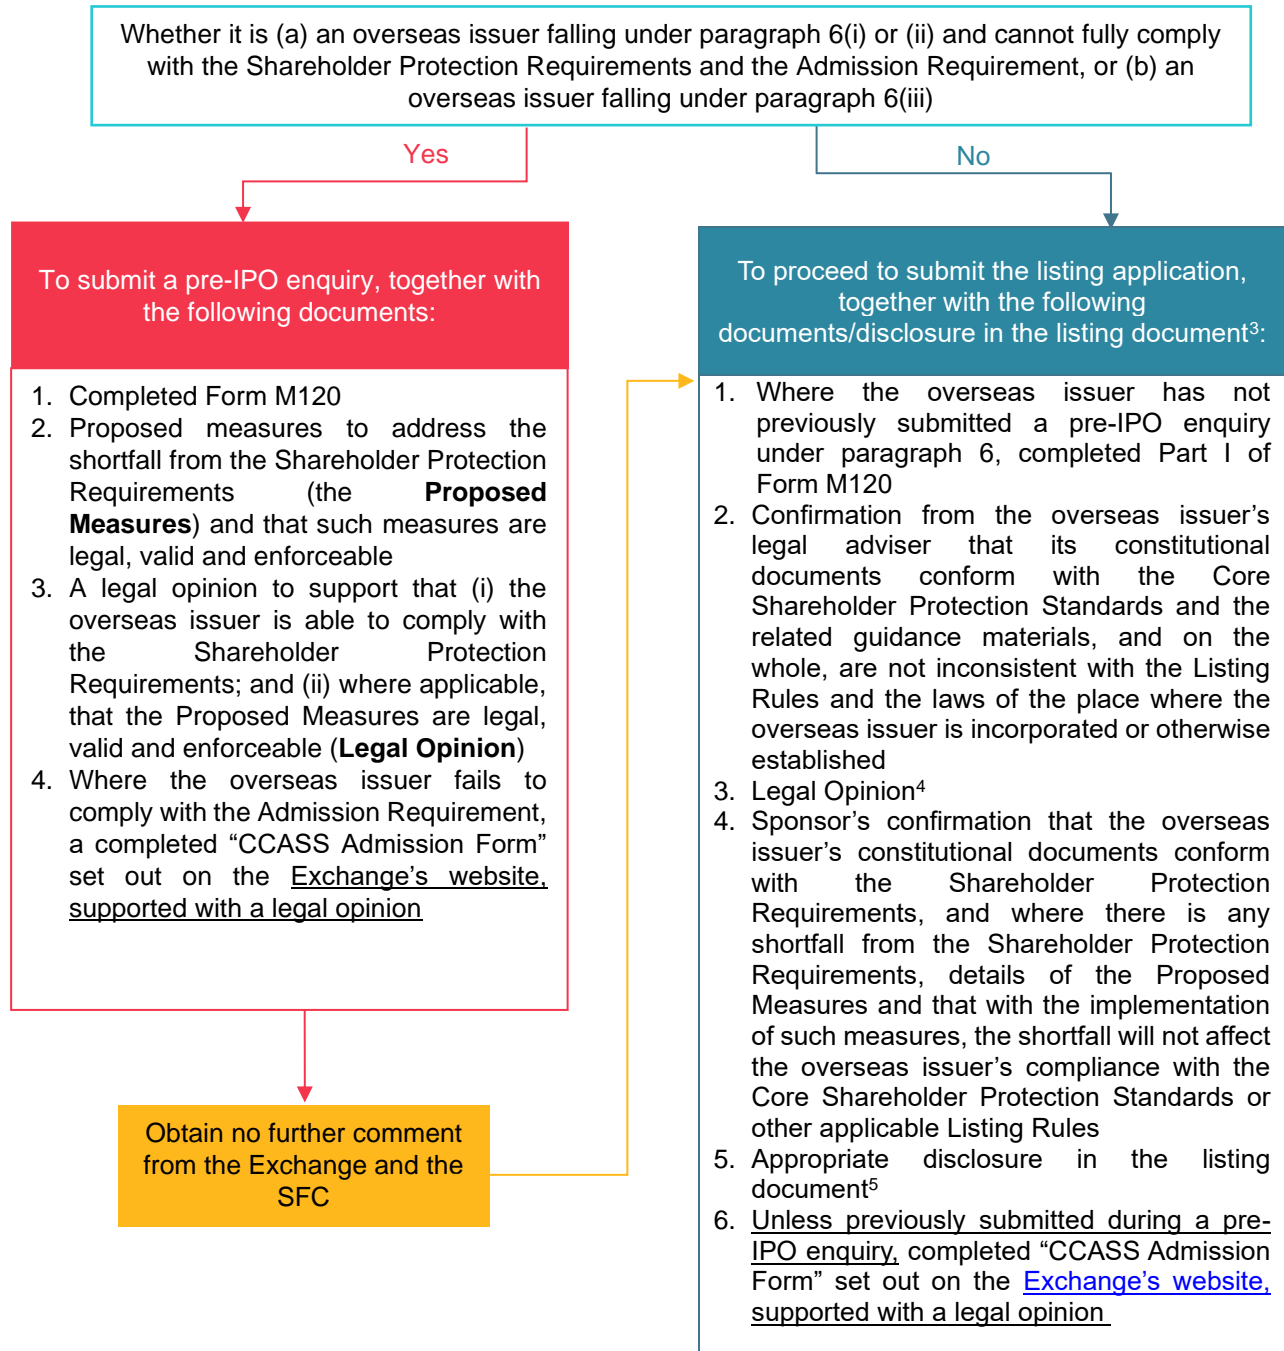 Whether it is (a) an overseas issuer falling under paragraph 6(i) or (ii) and cannot fully comply
with the Shareholder Protection Requirements and the Admission Requirement, or (b) an
overseas issuer falling under paragraph 6(iii)
Yes
No
To submit a pre-IPO enquiry, together with
the following documents:
1. Completed Form M120
2. Proposed measures to address the
shortfall from the Shareholder Protection
Requirements (the Proposed
Measures) and that such measures are
legal, valid and enforceable
3. A legal opinion to support that (i) the
overseas issuer is able to comply with
the Shareholder Protection
Requirements; and (ii) where applicable,
that the Proposed Measures are legal,
valid and enforceable (Legal Opinion)
4. Where the overseas issuer fails to
comply with the Admission Requirement,
a completed “CCASS Admission Form”
set out on the Exchange’s website,
supported with a legal opinion
Obtain no further comment
from the Exchange and the
SFC
To proceed to submit the listing application,
together with the following
documents/disclosure in the listing document³:
1. Where the overseas issuer has not
previously submitted a pre-IPO enquiry
under paragraph 6, completed Part I of
Form M120
2. Confirmation from the overseas issuer’s
legal adviser that its constitutional
documents conform with the Core
Shareholder Protection Standards and the
related guidance materials, and on the
whole, are not inconsistent with the Listing
Rules and the laws of the place where the
overseas issuer is incorporated or otherwise
established
3. Legal Opinion⁴
4. Sponsor’s confirmation that the overseas
issuer’s constitutional documents conform
with the Shareholder Protection
Requirements, and where there is any
shortfall from the Shareholder Protection
Requirements, details of the Proposed
Measures and that with the implementation
of such measures, the shortfall will not affect
the overseas issuer’s compliance with the
Core Shareholder Protection Standards or
other applicable Listing Rules
5. Appropriate disclosure in the listing
document⁵
6. Unless previously submitted during a pre-
IPO enquiry, completed “CCASS Admission
Form” set out on the Exchange’s website,
supported with a legal opinion